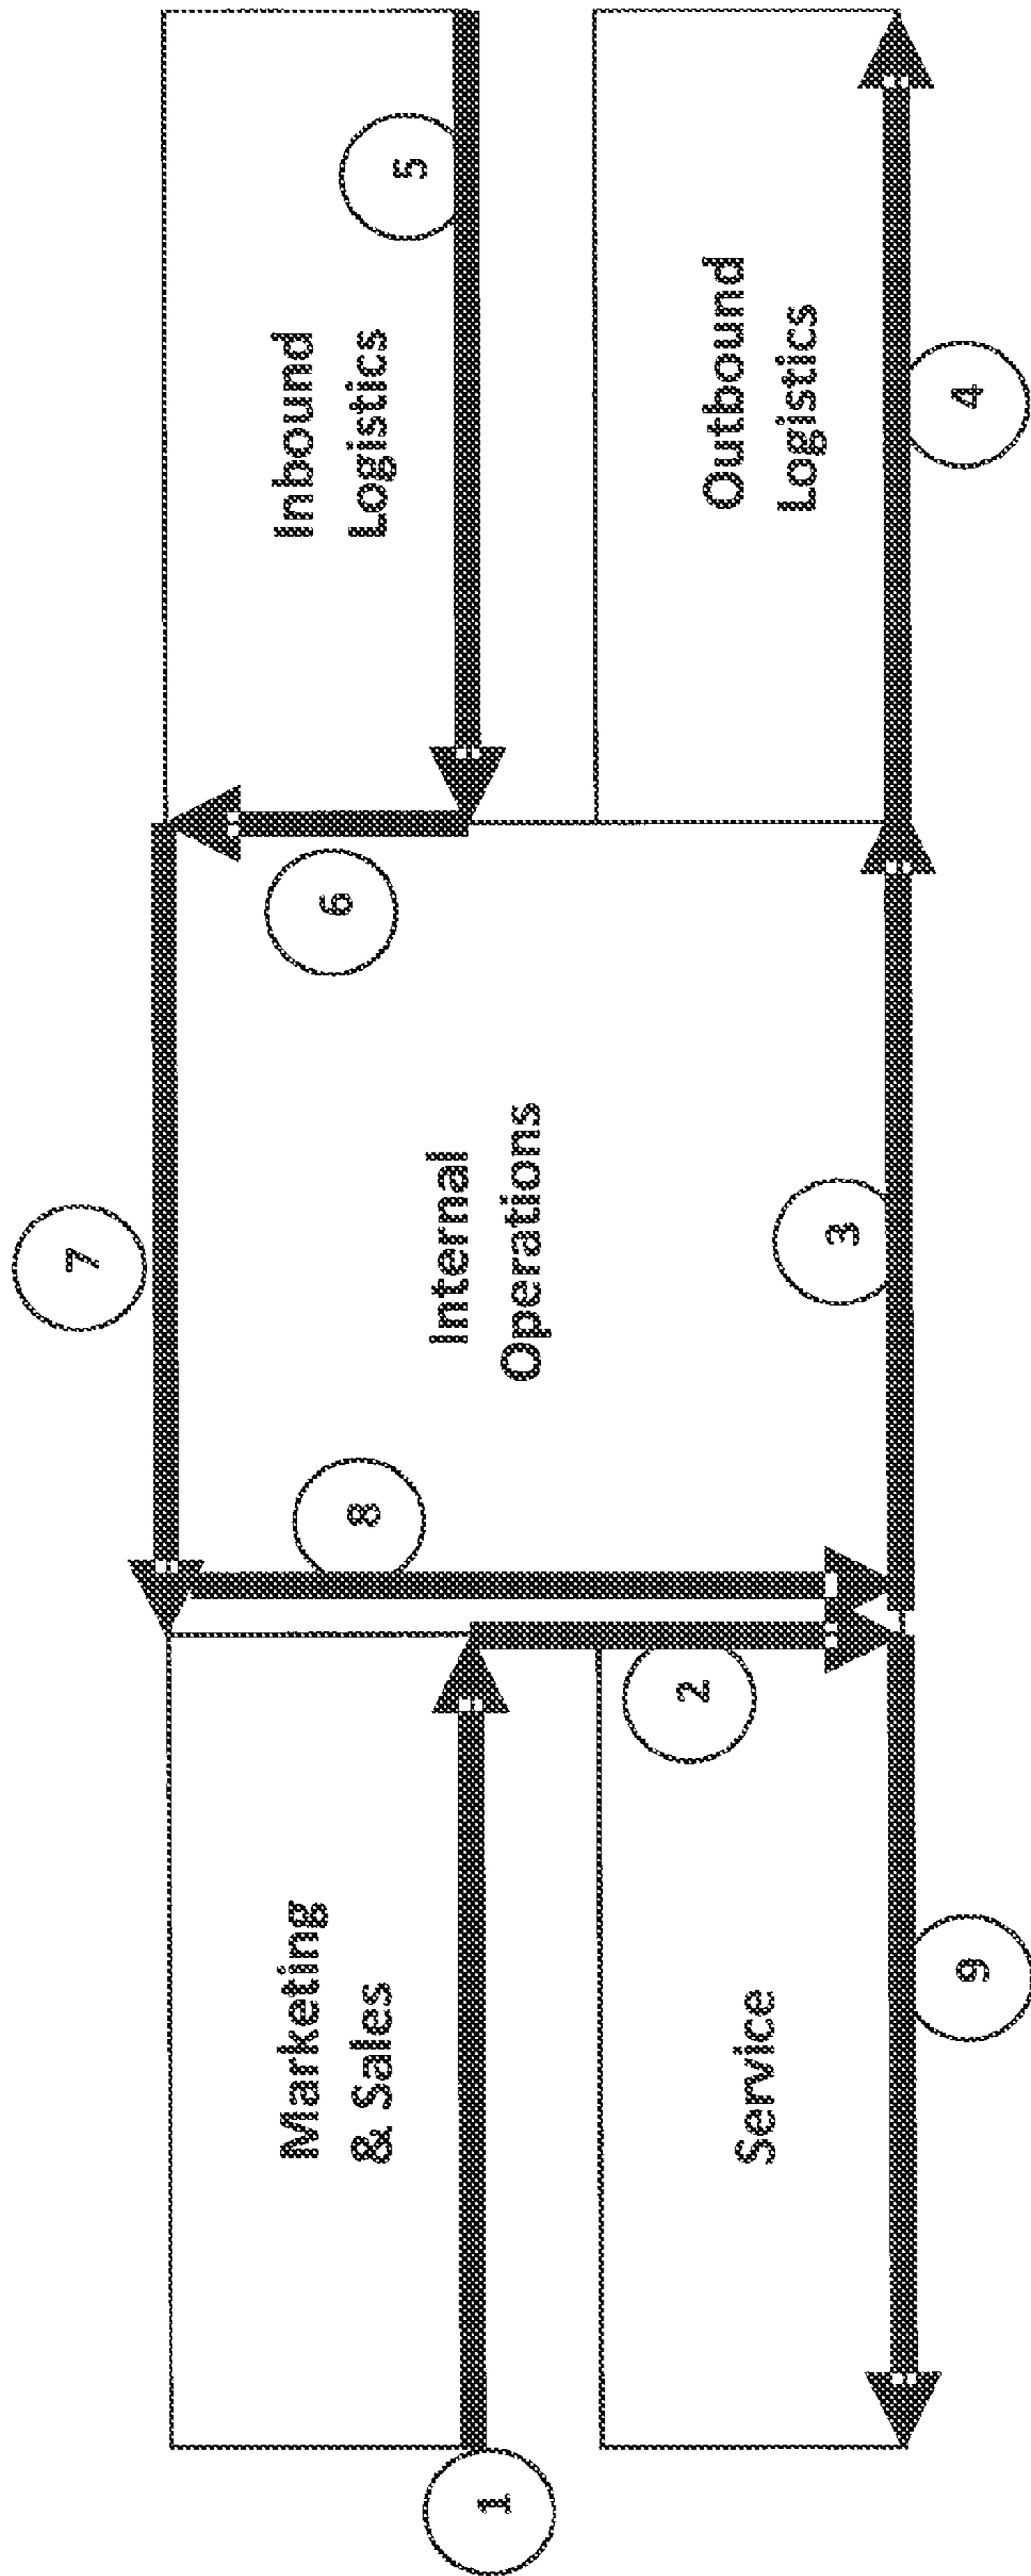 7
Marketing
& Sales
8
6
Inbound
Logistics
5
1
Internal
Operations
Service
2
3
Outbound
Logistics
9
4